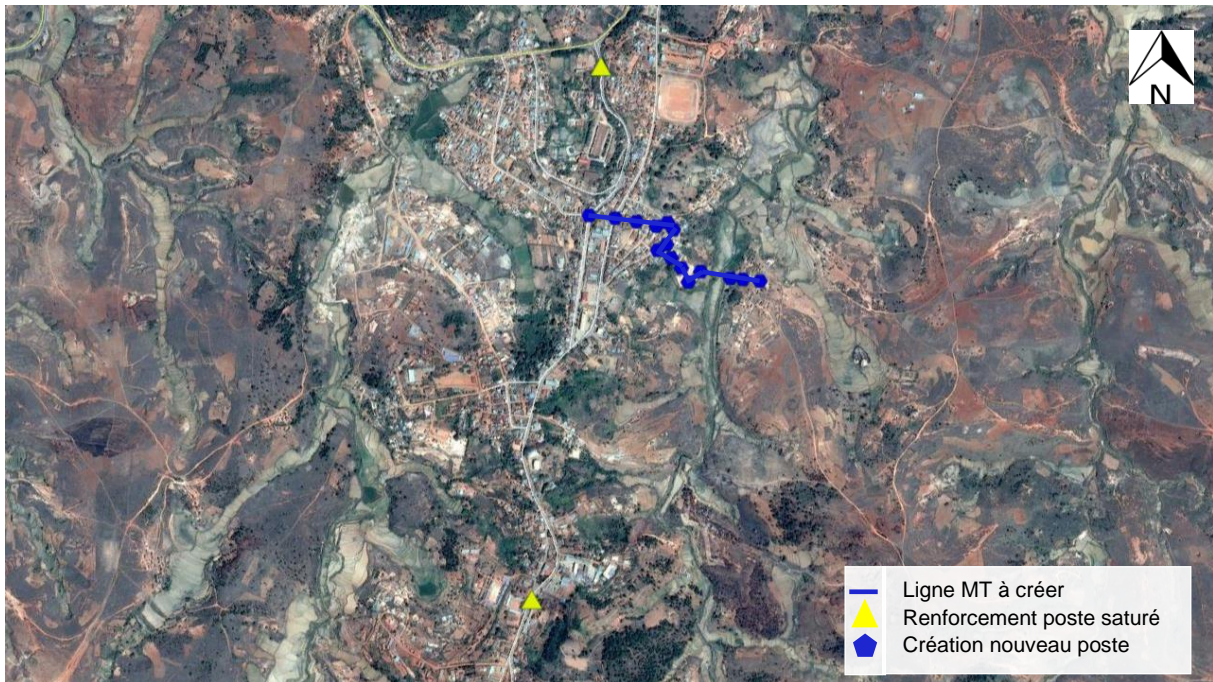 N
Ligne MT à créer
Renforcement poste saturé
Création nouveau poste